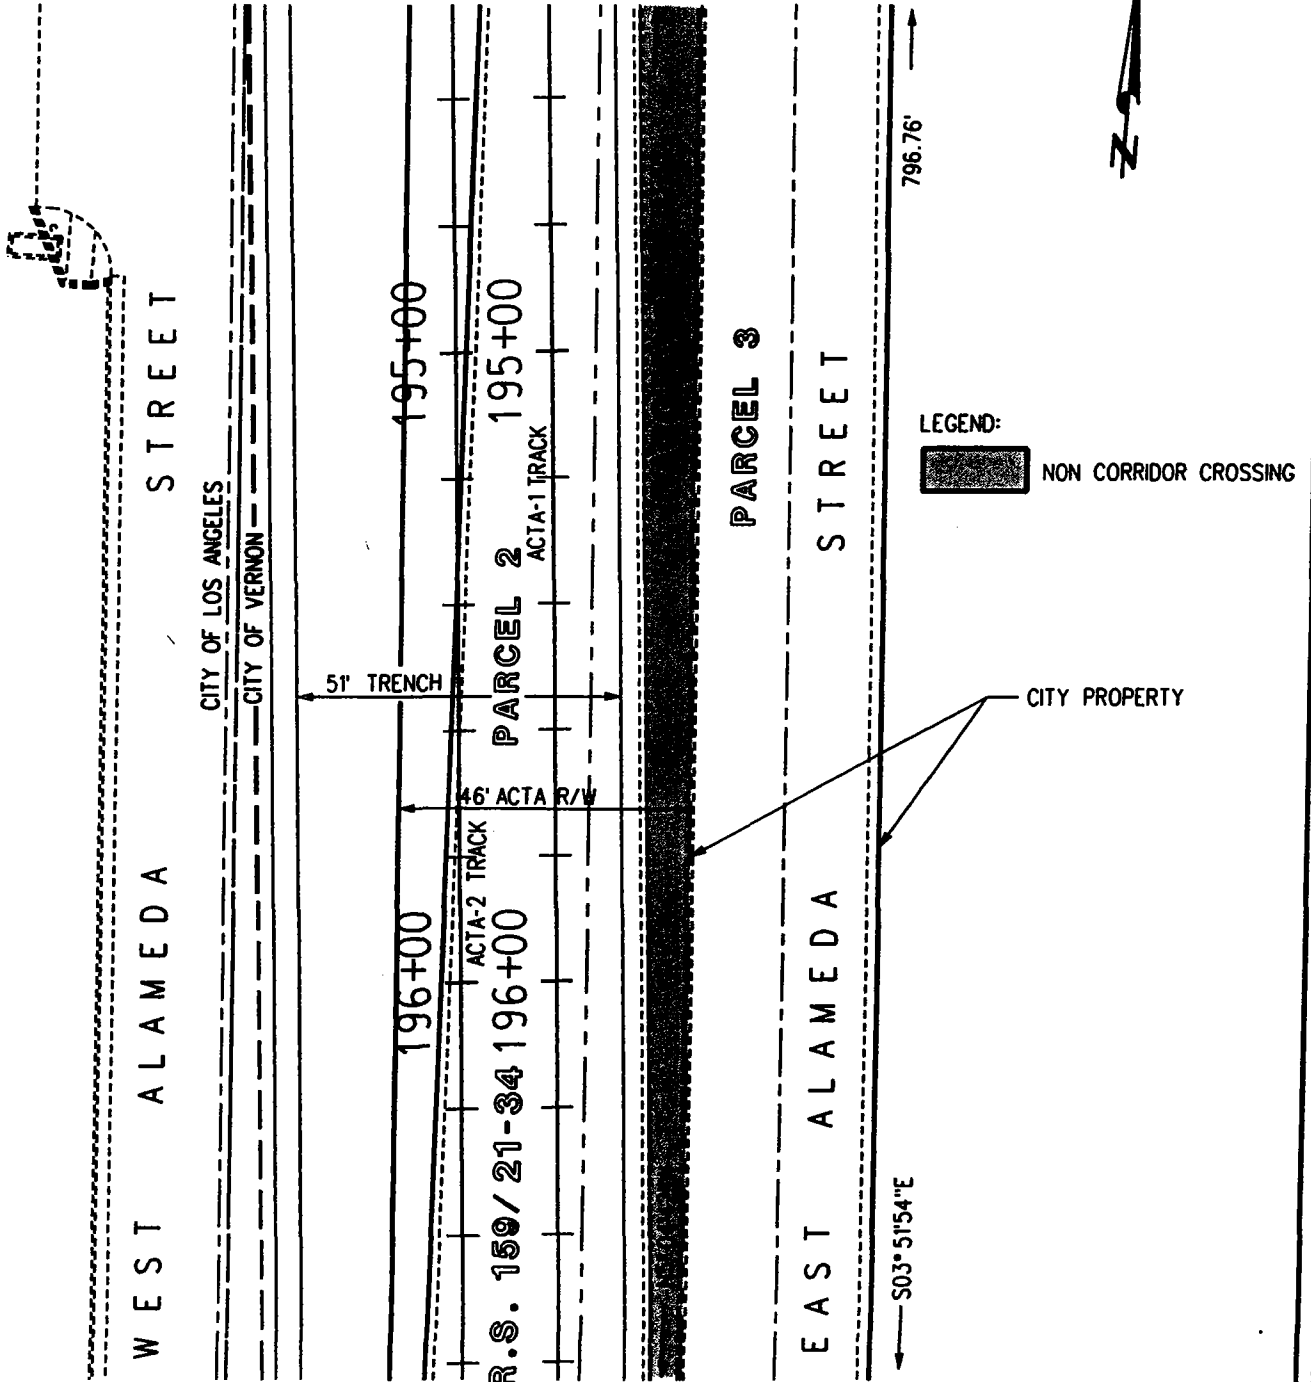 WEST ALAMEDA STREET
CITY OF LOS ANGELES
CITY OF VERNON
51' TRENCH
195+00
196+00
46' ACTA R/W
ACTA-2 TRACK
195+00
PARCEL 2
ACTA-1 TRACK
R.S. 159/21-34 196+00
PARCEL 3
EAST ALAMEDA STREET
796.76'
S03°51'54"E
N
LEGEND:
NON CORRIDOR CROSSING
CITY PROPERTY